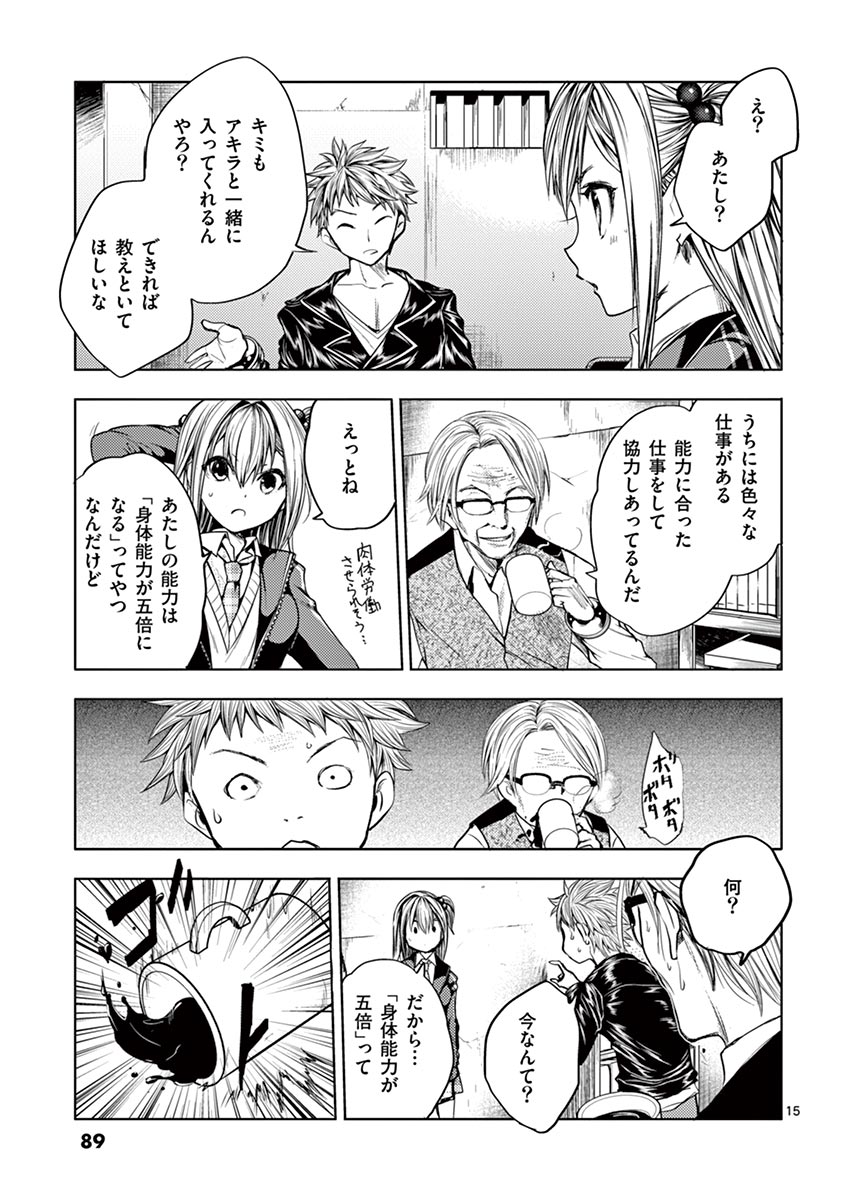 え?
あたし?
キミも
アキラと一緒に
入ってくれるん
やろ?
できれば
教えといて
ほしいな
うちには色々な
仕事がある
能力に合った
仕事をして
協力しあってるんだ
えっとね
肉体労働
させられそう…
あたしの能力は
「身体能力が五倍に
なる」ってやつ
なんだけど
ボタボタ
ボタボタ
何?
今なんて?
だから…
「身体能力が
五倍」って
ゴト
15
89